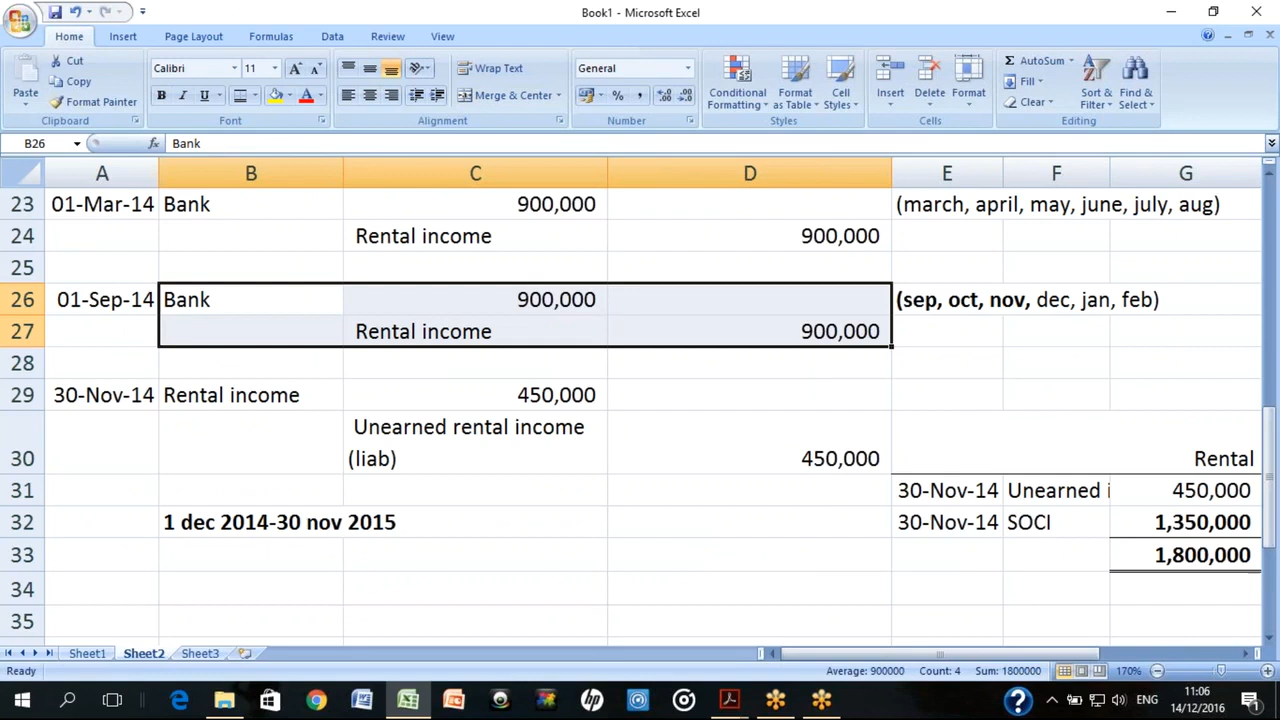 Book1 - Microsoft Excel
Home Insert Page Layout Formulas Data Review View
Paste Cut Copy Format Painter Clipboard
Calibri 11 A A B I U A Font
Wrap Text Merge & Center Alignment
General % , Number
Conditional Formatting Format as Table Cell Styles Styles
Insert Delete Format Cells
Σ AutoSum Fill Clear Sort & Filter Find & Select Editing
B26 fx Bank
A B C D E F G
23 01-Mar-14 Bank 900,000 (march, april, may, june, july, aug)
24 Rental income 900,000
25
26 01-Sep-14 Bank 900,000 (sep, oct, nov, dec, jan, feb)
27 Rental income 900,000
28
29 30-Nov-14 Rental income 450,000
Unearned rental income
30 (liab) 450,000 Rental
31 30-Nov-14 Unearned i 450,000
32 1 dec 2014-30 nov 2015 30-Nov-14 SOCI 1,350,000
33 1,800,000
34
35
Sheet1 Sheet2 Sheet3
Ready Average: 900000 Count: 4 Sum: 1800000 170%
hp ENG 11:06
14/12/2016